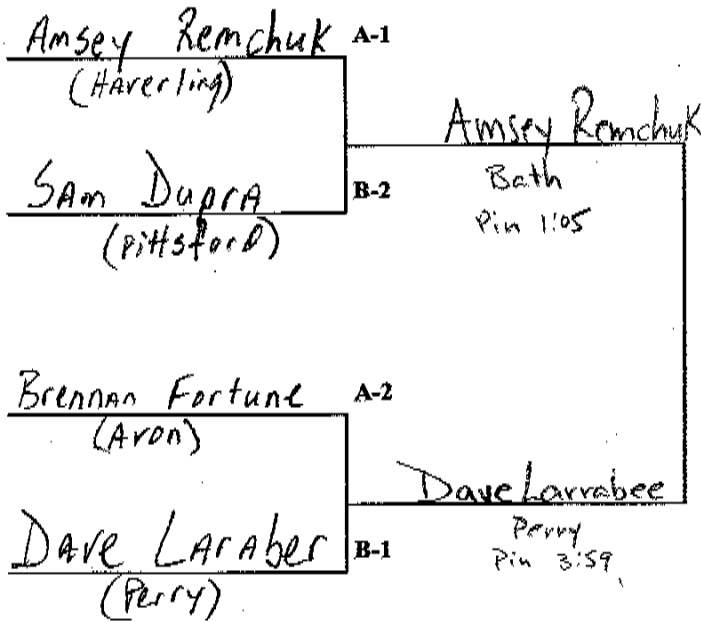 Amsey Remchuk A-1
(Haverling)
Amsey Remchuk
Bath
Pin 1:05
Sam Dupra B-2
(Pittsford)
Brennan Fortune A-2
(Avon)
Dave Larrabee
Perry
Pin 3:59
Dave Laraber B-1
(Perry)